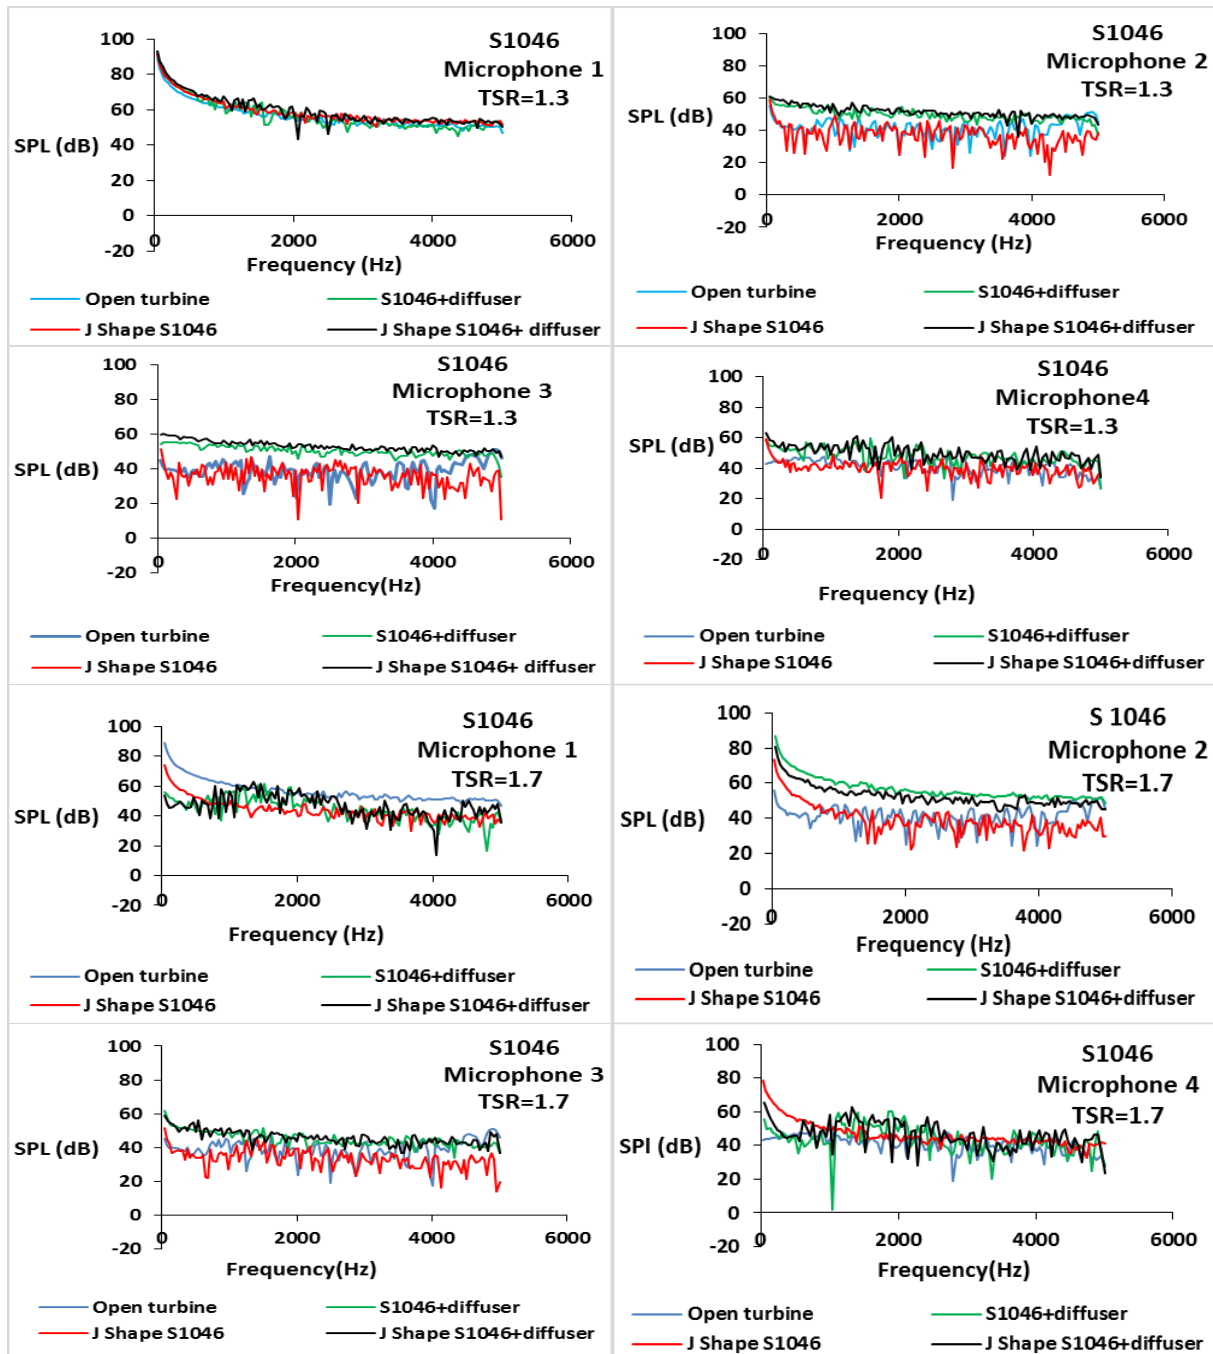 S1046
Microphone 1
TSR=1.3
100
80
60
SPL (dB)
40
20
0
-20
0
2000
4000
6000
Frequency (Hz)
Open turbine
S1046+diffuser
J Shape S1046
J Shape S1046+ diffuser
S1046
Microphone 2
TSR=1.3
100
80
60
SPL (dB)
40
20
0
-20
0
2000
4000
6000
Frequency (Hz)
Open turbine
S1046+diffuser
J Shape S1046
J Shape S1046+diffuser
S1046
Microphone 3
TSR=1.3
100
80
60
SPL (dB)
40
20
0
-20
0
2000
4000
6000
Frequency(Hz)
Open turbine
S1046+diffuser
J Shape S1046
J Shape S1046+ diffuser
S1046
Microphone4
TSR=1.3
100
80
60
SPL (dB)
40
20
0
-20
0
2000
4000
6000
Frequency (Hz)
Open turbine
S1046+diffuser
J Shape S1046
J Shape S1046+diffuser
S1046
Microphone 1
TSR=1.7
100
80
60
SPL (dB)
40
20
0
-20
0
2000
4000
6000
Frequency (Hz)
Open turbine
S1046+diffuser
J Shape S1046
J Shape S1046+diffuser
S 1046
Microphone 2
TSR=1.7
100
80
60
SPL (dB)
40
20
0
-20
0
2000
4000
6000
Frequency (Hz)
Open turbine
S1046+diffuser
J Shape S1046
J Shape S1046+diffuser
S1046
Microphone 3
TSR=1.7
100
80
60
SPL (dB)
40
20
0
-20
0
2000
4000
6000
Frequency(Hz)
Open turbine
S1046+diffuser
J Shape S1046
J Shape S1046+diffuser
S1046
Microphone 4
TSR=1.7
100
80
60
SPl (dB)
40
20
0
-20
0
2000
4000
6000
Frequency(Hz)
Open turbine
S1046+diffuser
J Shape S1046
J Shape S1046+diffuser